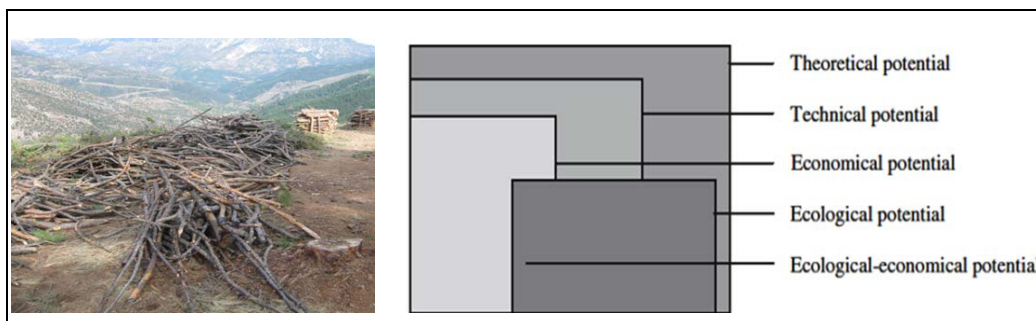 Theoretical potential
Technical potential
Economical potential
Ecological potential
Ecological-economical potential